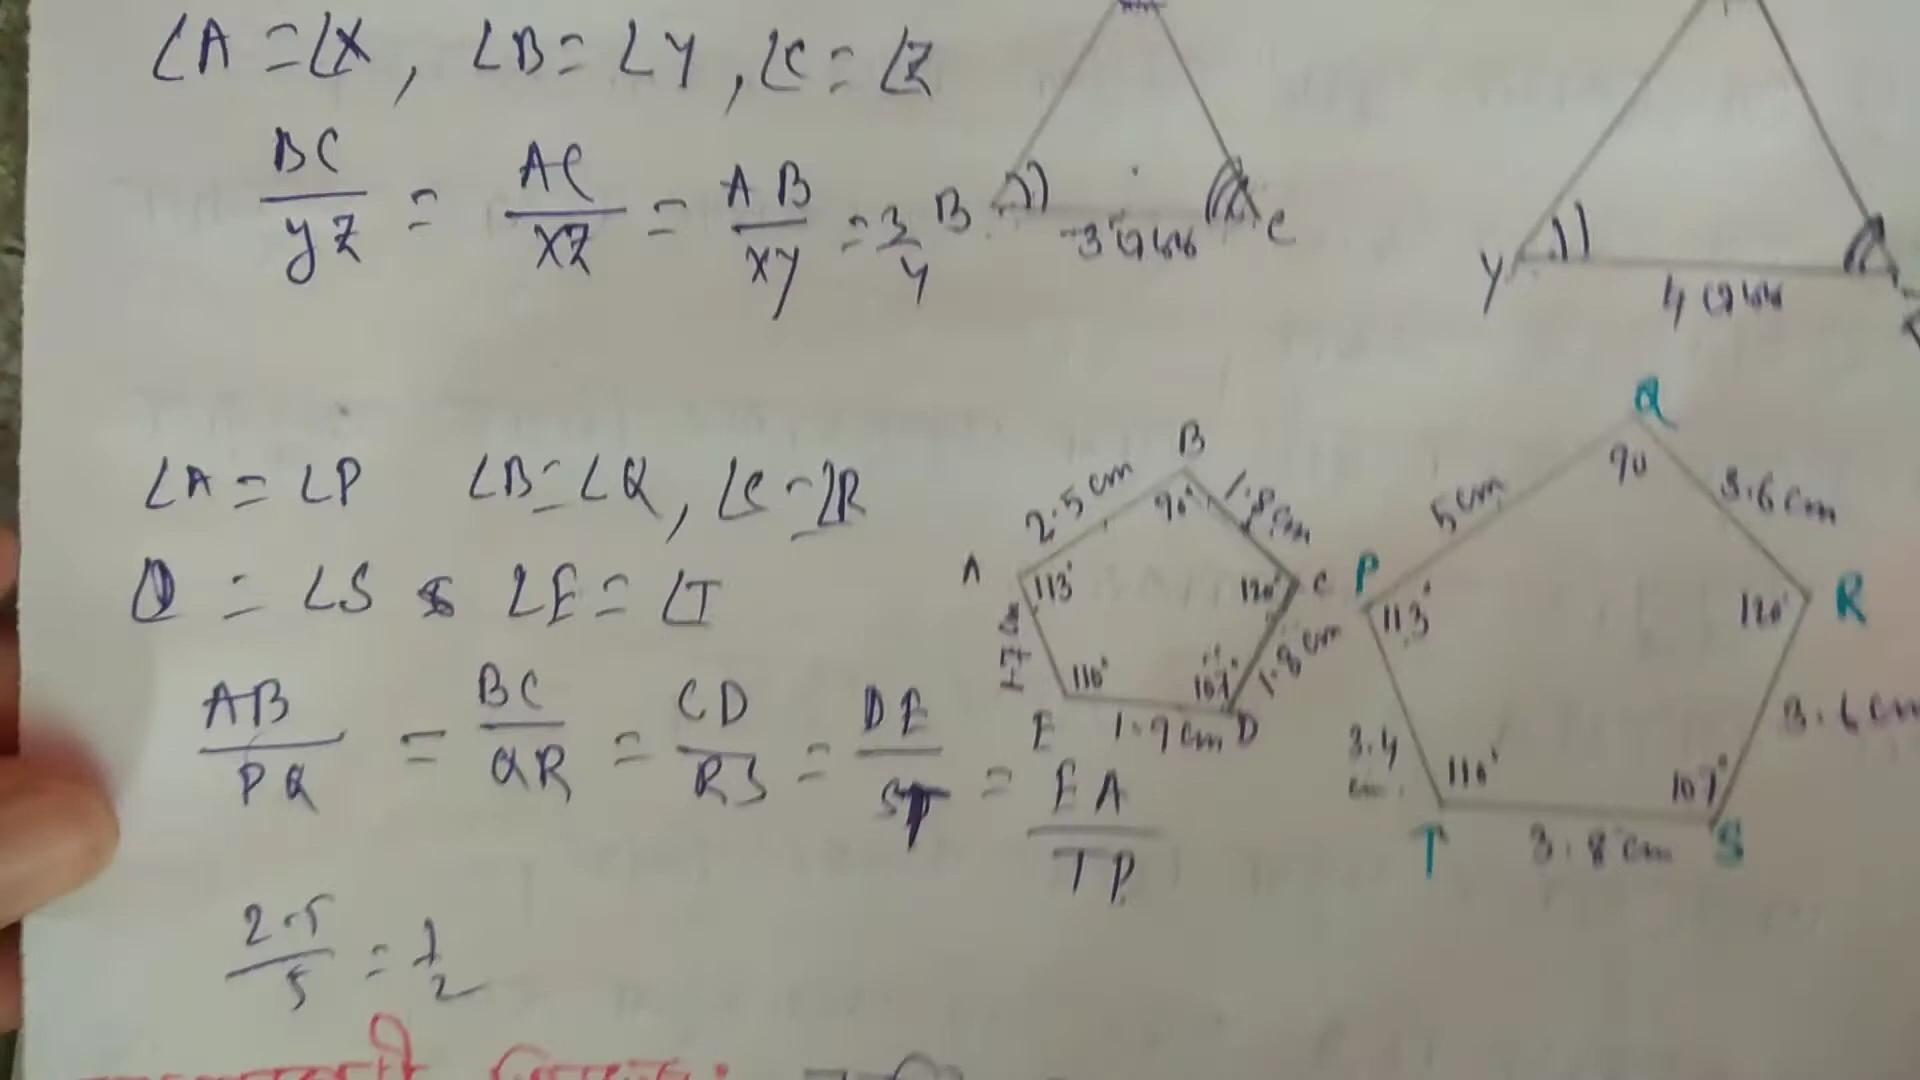 ∠A = ∠X, ∠B = ∠Y, ∠C = ∠Z
BC/YZ = AC/XZ = AB/XY = 3/4
B 3 सेमी C
Y 4 सेमी
∠A = ∠P ∠B = ∠Q, ∠C = ∠R
D = ∠S & ∠E = ∠T
AB/PQ = BC/QR = CD/RS = DE/ST = EA/TP
2.5/5 = 1/2
B
2.5 cm 90° 1.8 cm
A 113° 120° C
110° 107° 1.8 cm
E 1.9 cm D
Q
5 cm 90 3.6 cm
P 113° 120° R
3.4 cm. 110° 107° 3.6 cm
T 3.8 cm S